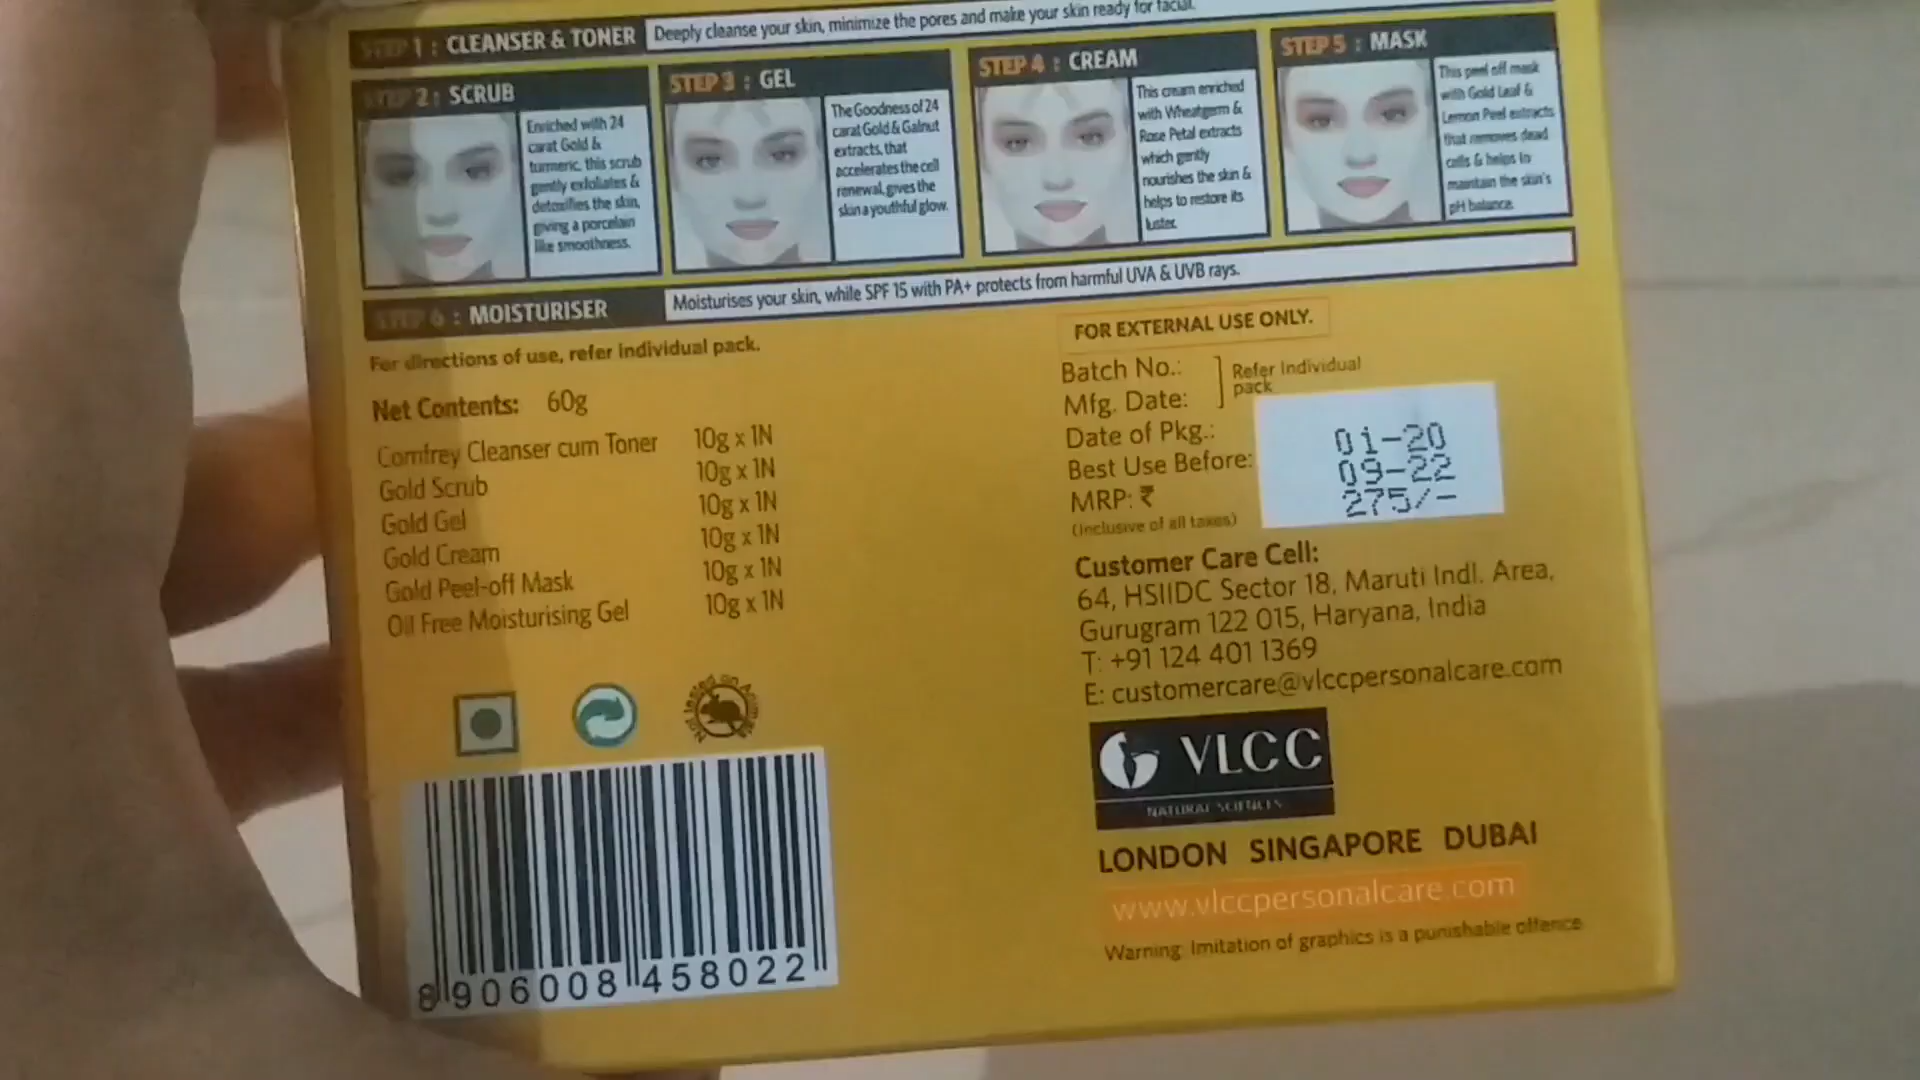 STEP 1 : CLEANSER & TONER
Deeply cleanse your skin, minimize the pores and make your skin ready for facial.
STEP 2 : SCRUB
Enriched with 24
carat Gold &
turmeric, this scrub
gently exfoliates &
detoxifies the skin,
giving a porcelain
like smoothness.
STEP 3 : GEL
The Goodness of 24
carat Gold & Galnut
extracts, that
accelerates the cell
renewal, gives the
skin a youthful glow.
STEP 4 : CREAM
This cream enriched
with Wheatgerm &
Rose Petal extracts
which gently
nourishes the skin &
helps to restore its
luster.
STEP 5 : MASK
This peel off mask
with Gold Leaf &
Lemon Peel extracts
that removes dead
cells & helps to
maintain the skin's
pH balance.
STEP 6 : MOISTURISER
Moisturises your skin, while SPF 15 with PA+ protects from harmful UVA & UVB rays.
For directions of use, refer individual pack.
Net Contents: 60g
Comfrey Cleanser cum Toner 10g x 1N
Gold Scrub 10g x 1N
Gold Gel 10g x 1N
Gold Cream 10g x 1N
Gold Peel-off Mask 10g x 1N
Oil Free Moisturising Gel 10g x 1N
Not Tested on Animals
8 906008 458022
FOR EXTERNAL USE ONLY.
Batch No.:
Mfg. Date:
Refer Individual
pack
Date of Pkg.: 01-20
Best Use Before: 09-22
MRP: ₹ 275/-
(Inclusive of all taxes)
Customer Care Cell:
64, HSIIDC Sector 18, Maruti Indl. Area,
Gurugram 122 015, Haryana, India
T: +91 124 401 1369
E: customercare@vlccpersonalcare.com
VLCC
NATURAL SCIENCES
LONDON SINGAPORE DUBAI
www.vlccpersonalcare.com
Warning: Imitation of graphics is a punishable offence